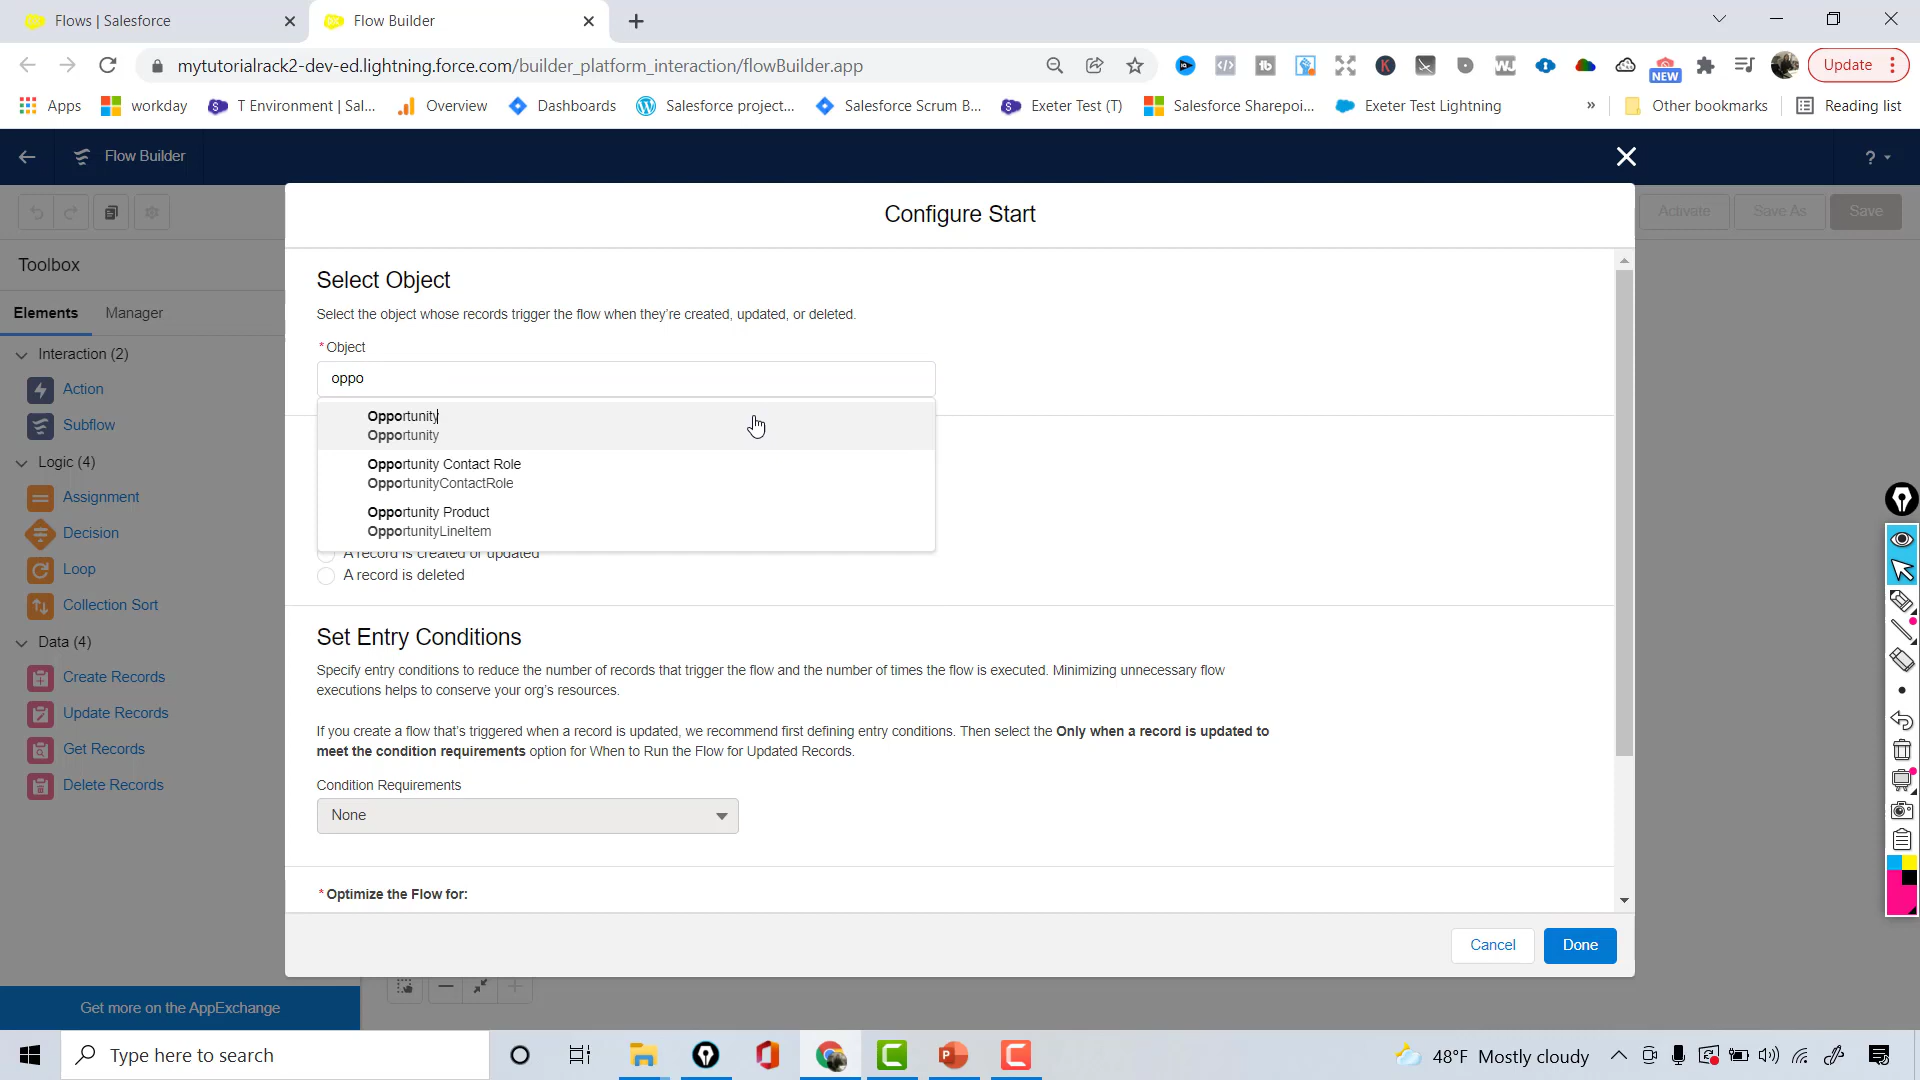 Flows | Salesforce
Flow Builder
mytutorialrack2-dev-ed.lightning.force.com/builder_platform_interaction/flowBuilder.app
NEW
Update
Apps
workday
T Environment | Sal...
Overview
Dashboards
Salesforce project...
Salesforce Scrum B...
Exeter Test (T)
Salesforce Sharepoi...
Exeter Test Lightning
»
Other bookmarks
Reading list
Flow Builder
?
Configure Start
Activate
Save As
Save
Toolbox
Elements
Manager
Interaction (2)
Action
Subflow
Logic (4)
Assignment
Decision
Loop
Collection Sort
Data (4)
Create Records
Update Records
Get Records
Delete Records
Get more on the AppExchange
Select Object
Select the object whose records trigger the flow when they're created, updated, or deleted.
* Object
oppo
Opportunity
Opportunity
Opportunity Contact Role
OpportunityContactRole
Opportunity Product
OpportunityLineItem
A record is created or updated
A record is deleted
Set Entry Conditions
Specify entry conditions to reduce the number of records that trigger the flow and the number of times the flow is executed. Minimizing unnecessary flow
executions helps to conserve your org's resources.
If you create a flow that's triggered when a record is updated, we recommend first defining entry conditions. Then select the Only when a record is updated to
meet the condition requirements option for When to Run the Flow for Updated Records.
Condition Requirements
None
* Optimize the Flow for:
Cancel
Done
Type here to search
48°F Mostly cloudy